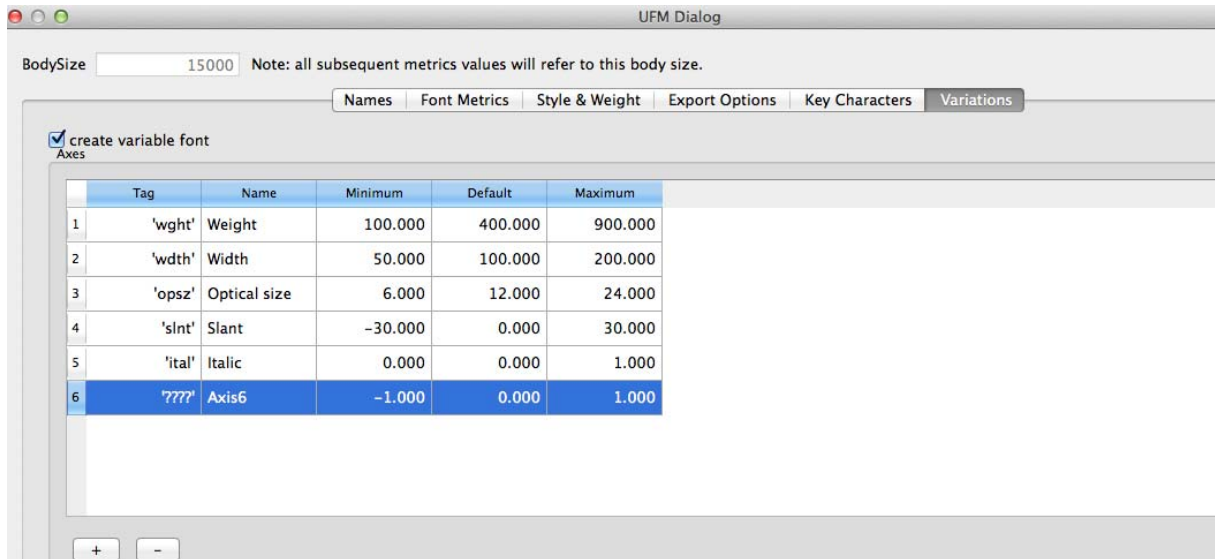 UFM Dialog
BodySize 15000 Note: all subsequent metrics values will refer to this body size.
Names Font Metrics Style & Weight Export Options Key Characters Variations
create variable font
Axes
Tag Name Minimum Default Maximum
1 'wght' Weight 100.000 400.000 900.000
2 'wdth' Width 50.000 100.000 200.000
3 'opsz' Optical size 6.000 12.000 24.000
4 'slnt' Slant -30.000 0.000 30.000
5 'ital' Italic 0.000 0.000 1.000
6 '????' Axis6 -1.000 0.000 1.000
+ -